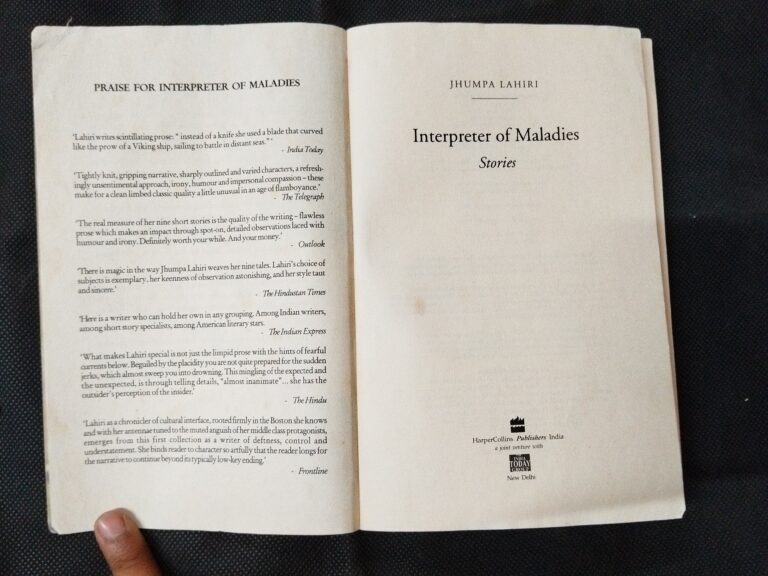 PRAISE FOR INTERPRETER OF MALADIES
'Lahiri writes scintillating prose: " instead of a knife she used a blade that curved
like the prow of a Viking ship, sailing to battle in distant seas." '
- India Today
'Tightly knit, gripping narrative, sharply outlined and varied characters, a refresh-
ingly unsentimental approach, irony, humour and impersonal compassion – these
make for a clean limbed classic quality a little unusual in an age of flamboyance.'
- The Telegraph
'The real measure of her nine short stories is the quality of the writing – flawless
prose which makes an impact through spot-on, detailed observations laced with
humour and irony. Definitely worth your while. And your money.'
- Outlook
'There is magic in the way Jhumpa Lahiri weaves her nine tales. Lahiri's choice of
subjects is exemplary, her keenness of observation astonishing, and her style taut
and sincere.'
- The Hindustan Times
'Here is a writer who can hold her own in any grouping. Among Indian writers,
among short story specialists, among American literary stars.
- The Indian Express
'What makes Lahiri special is not just the limpid prose with the hints of fearful
currents below. Beguiled by the placidity you are not quite prepared for the sudden
jerks, which almost sweep you into drowning. This mingling of the expected and
the unexpected, is through telling details, "almost inanimate"... she has the
outsider's perception of the insider.'
- The Hindu
'Lahiri as a chronicler of cultural interface, rooted firmly in the Boston she knows
and with her antennae tuned to the muted anguish of her middle class protagonists,
emerges from this first collection as a writer of deftness, control and
understatement. She binds reader to character so artfully that the reader longs for
the narrative to continue beyond its typically low-key ending.'
- Frontline
JHUMPA LAHIRI
Interpreter of Maladies
Stories
HarperCollins Publishers India
a joint venture with
INDIA
TODAY
GROUP
New Delhi